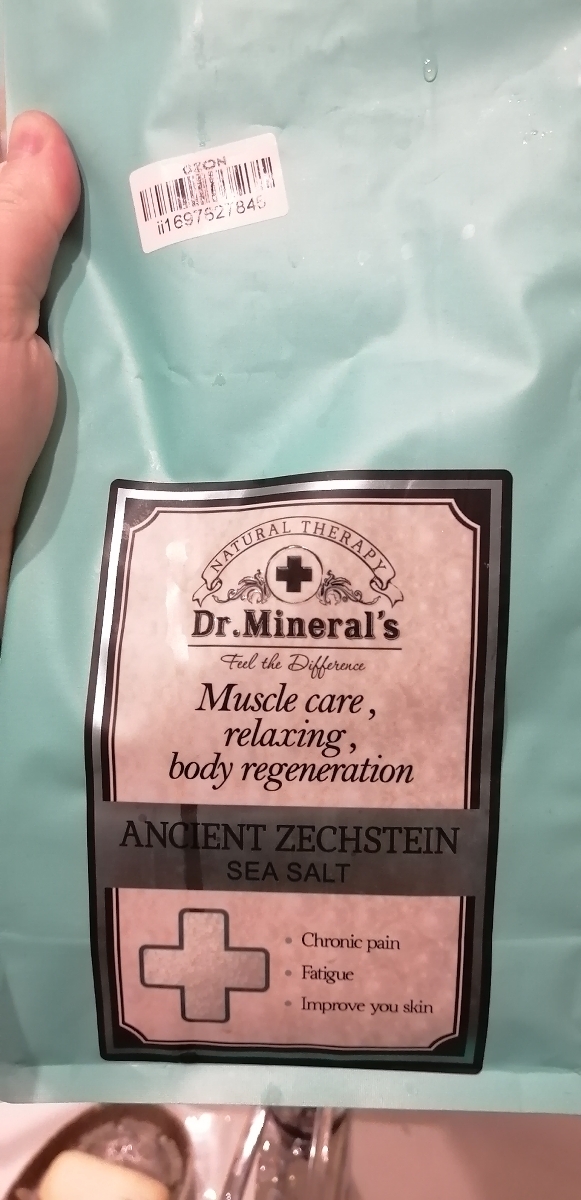 OZON
ii1697627845
NATURAL THERAPY
Dr.Mineral's
Feel the Difference
Muscle care,
relaxing,
body regeneration
ANCIENT ZECHSTEIN
SEA SALT
• Chronic pain
• Fatigue
• Improve you skin